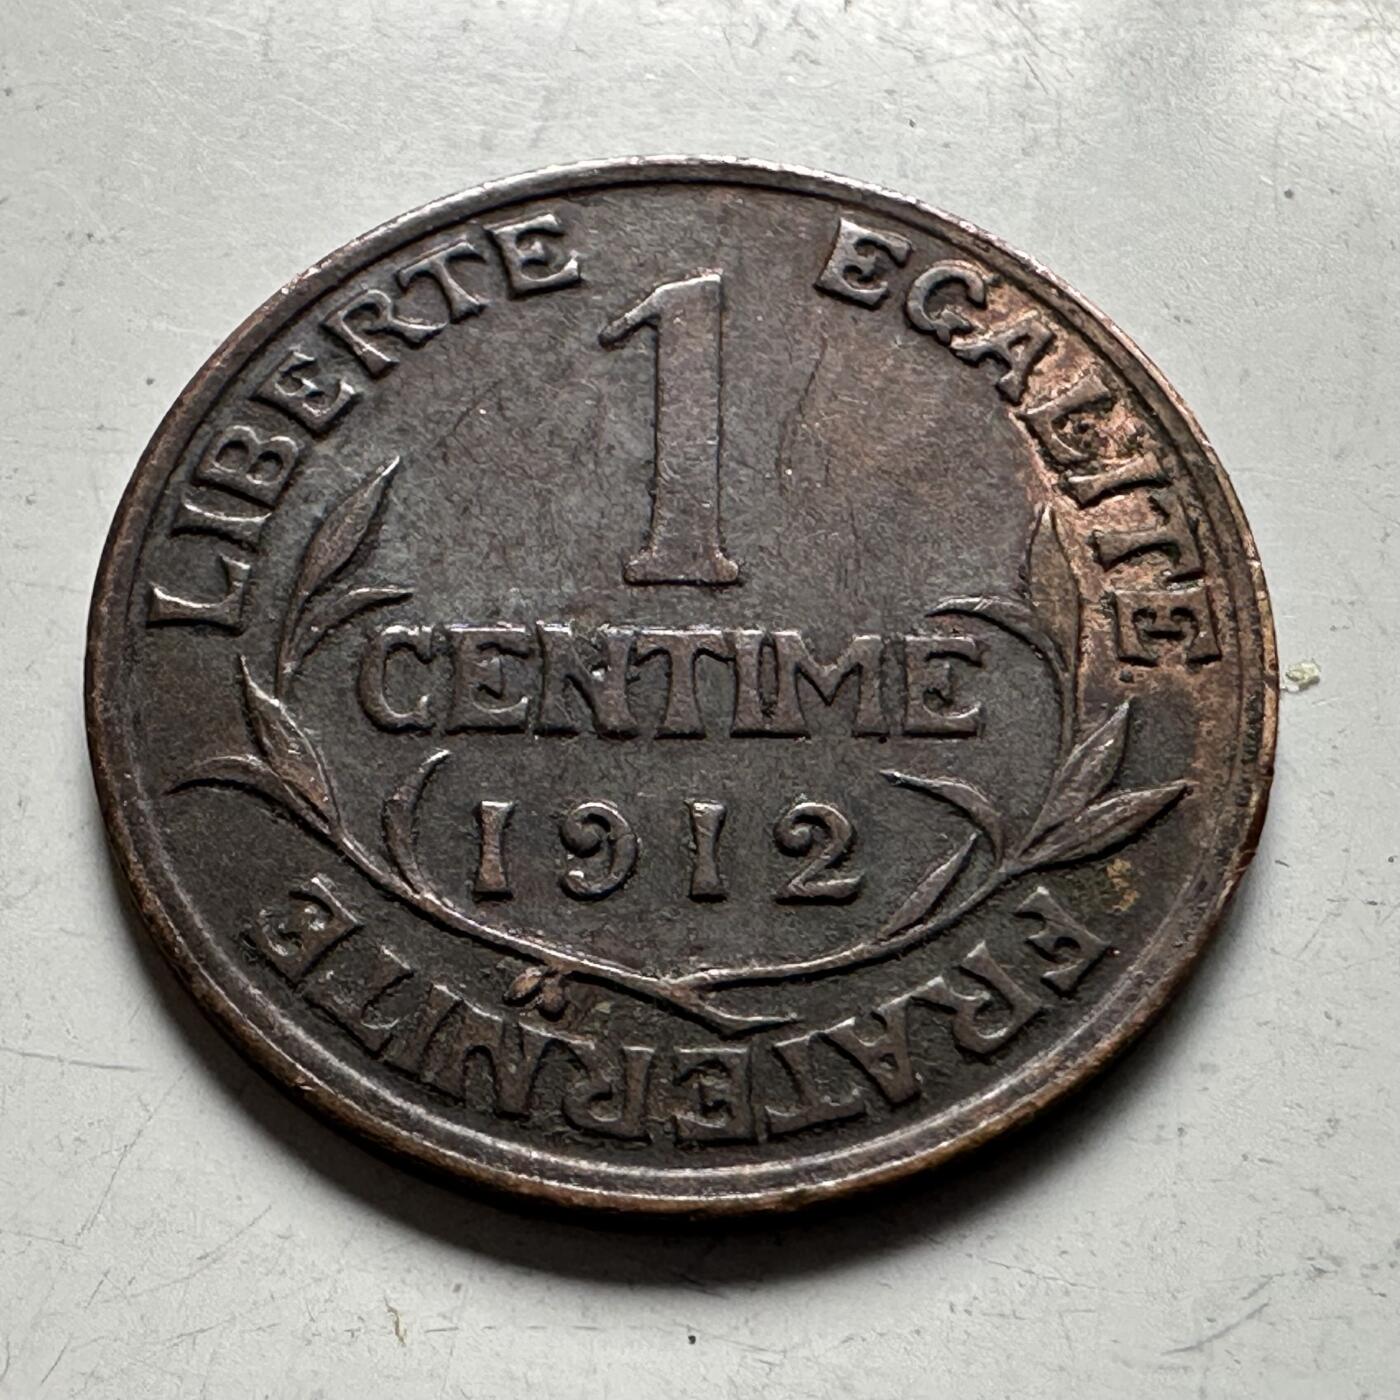 LIBERTE EGALITE FRATERNITE
1
CENTIME
1912